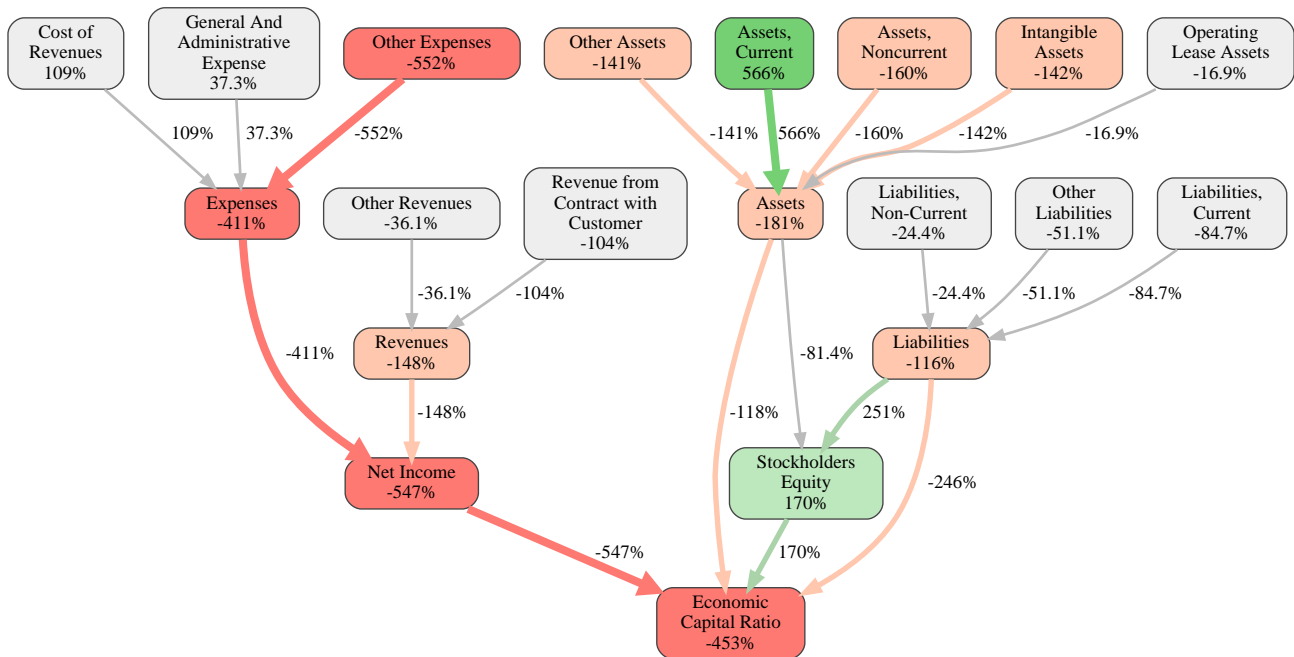 Cost of
Revenues
109%
General And
Administrative
Expense
37.3%
Other Expenses
-552%
Other Assets
-141%
Assets,
Current
566%
Assets,
Noncurrent
-160%
Intangible
Assets
-142%
Operating
Lease Assets
-16.9%
109%
37.3%
-552%
-141%
566%
-160%
-142%
-16.9%
Expenses
-411%
Other Revenues
-36.1%
Revenue from
Contract with
Customer
-104%
Assets
-181%
Liabilities,
Non-Current
-24.4%
Other
Liabilities
-51.1%
Liabilities,
Current
-84.7%
-36.1%
-104%
-24.4%
-51.1%
-84.7%
-411%
Revenues
-148%
-81.4%
Liabilities
-116%
-148%
-118%
251%
Net Income
-547%
Stockholders
Equity
170%
-246%
-547%
170%
Economic
Capital Ratio
-453%